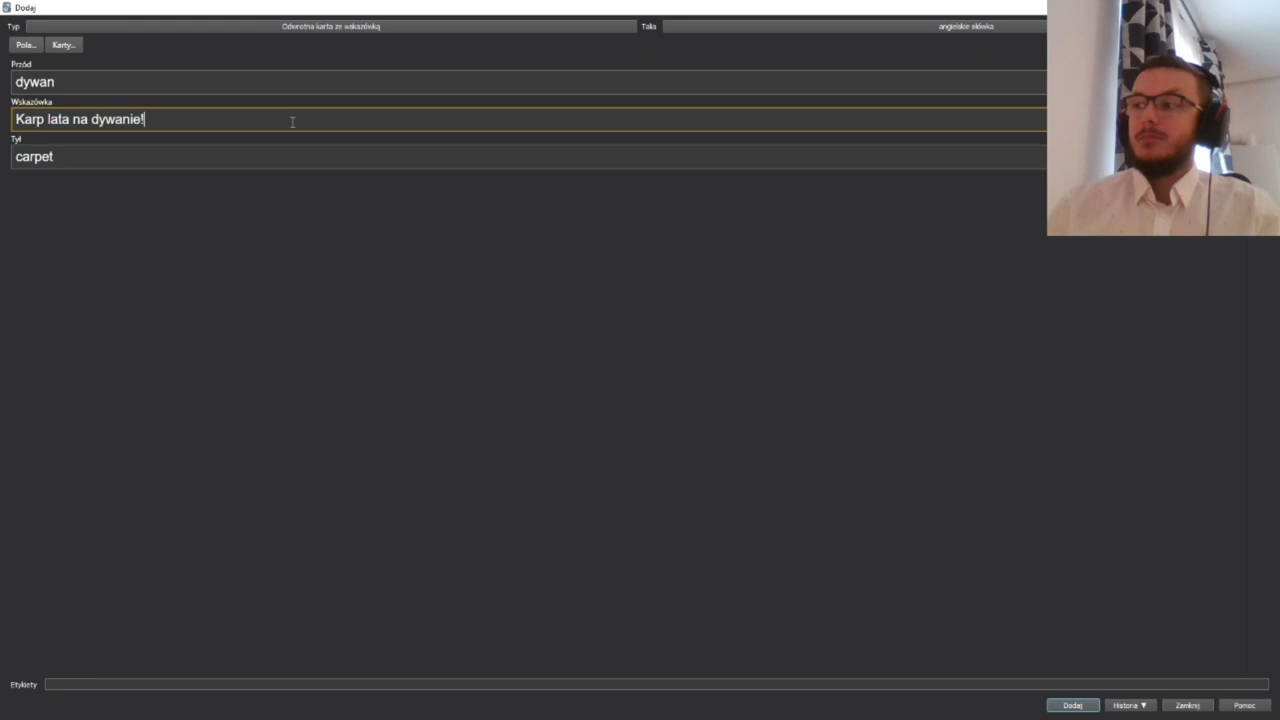 Dodaj
Typ
Odwrotna karta ze wskazówką
Talia
angielskie słówka
Pola...
Karty...
Przód
dywan
Wskazówka
Karp lata na dywanie!
Tył
carpet
Etykiety
Dodaj
Historia ▼
Zamknij
Pomoc